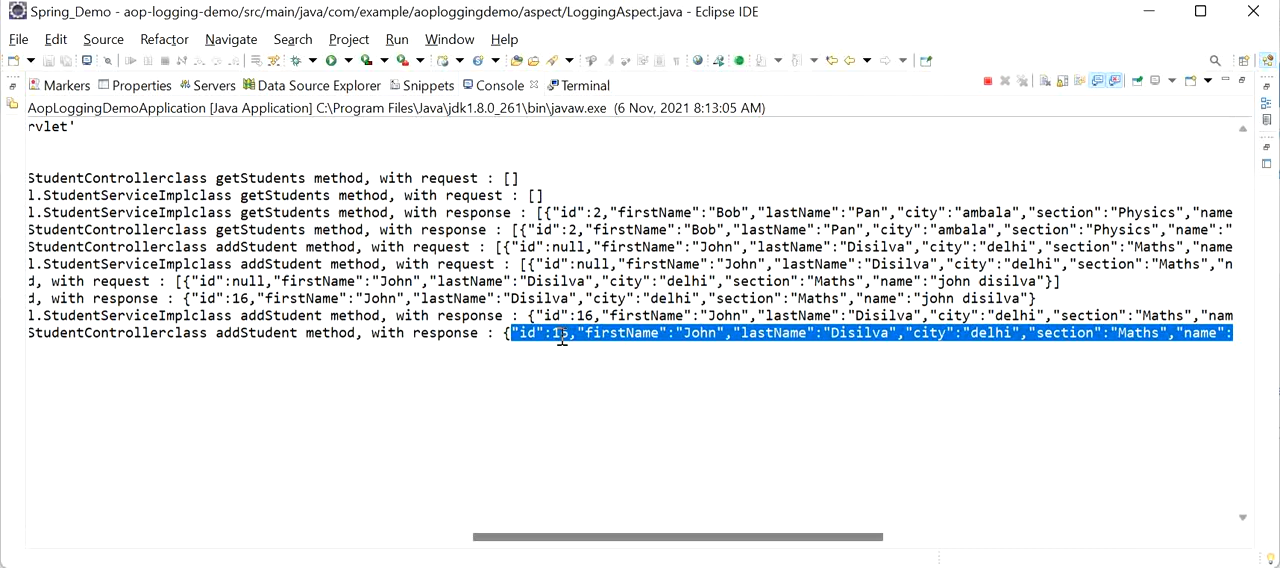 Spring_Demo - aop-logging-demo/src/main/java/com/example/aoploggingdemo/aspect/LoggingAspect.java - Eclipse IDE
File Edit Source Refactor Navigate Search Project Run Window Help
Markers Properties Servers Data Source Explorer Snippets Console Terminal
AopLoggingDemoApplication [Java Application] C:\Program Files\Java\jdk1.8.0_261\bin\javaw.exe (6 Nov, 2021 8:13:05 AM)
rvlet'
StudentControllerclass getStudents method, with request : []
l.StudentServiceImplclass getStudents method, with request : []
l.StudentServiceImplclass getStudents method, with response : [{"id":2,"firstName":"Bob","lastName":"Pan","city":"ambala","section":"Physics","name
StudentControllerclass getStudents method, with response : [{"id":2,"firstName":"Bob","lastName":"Pan","city":"ambala","section":"Physics","name":"
StudentControllerclass addStudent method, with request : [{"id":null,"firstName":"John","lastName":"Disilva","city":"delhi","section":"Maths","name
l.StudentServiceImplclass addStudent method, with request : [{"id":null,"firstName":"John","lastName":"Disilva","city":"delhi","section":"Maths","n
d, with request : [{"id":null,"firstName":"John","lastName":"Disilva","city":"delhi","section":"Maths","name":"john disilva"}]
d, with response : {"id":16,"firstName":"John","lastName":"Disilva","city":"delhi","section":"Maths","name":"john disilva"}
l.StudentServiceImplclass addStudent method, with response : {"id":16,"firstName":"John","lastName":"Disilva","city":"delhi","section":"Maths","nam
StudentControllerclass addStudent method, with response : {"id":16,"firstName":"John","lastName":"Disilva","city":"delhi","section":"Maths","name":